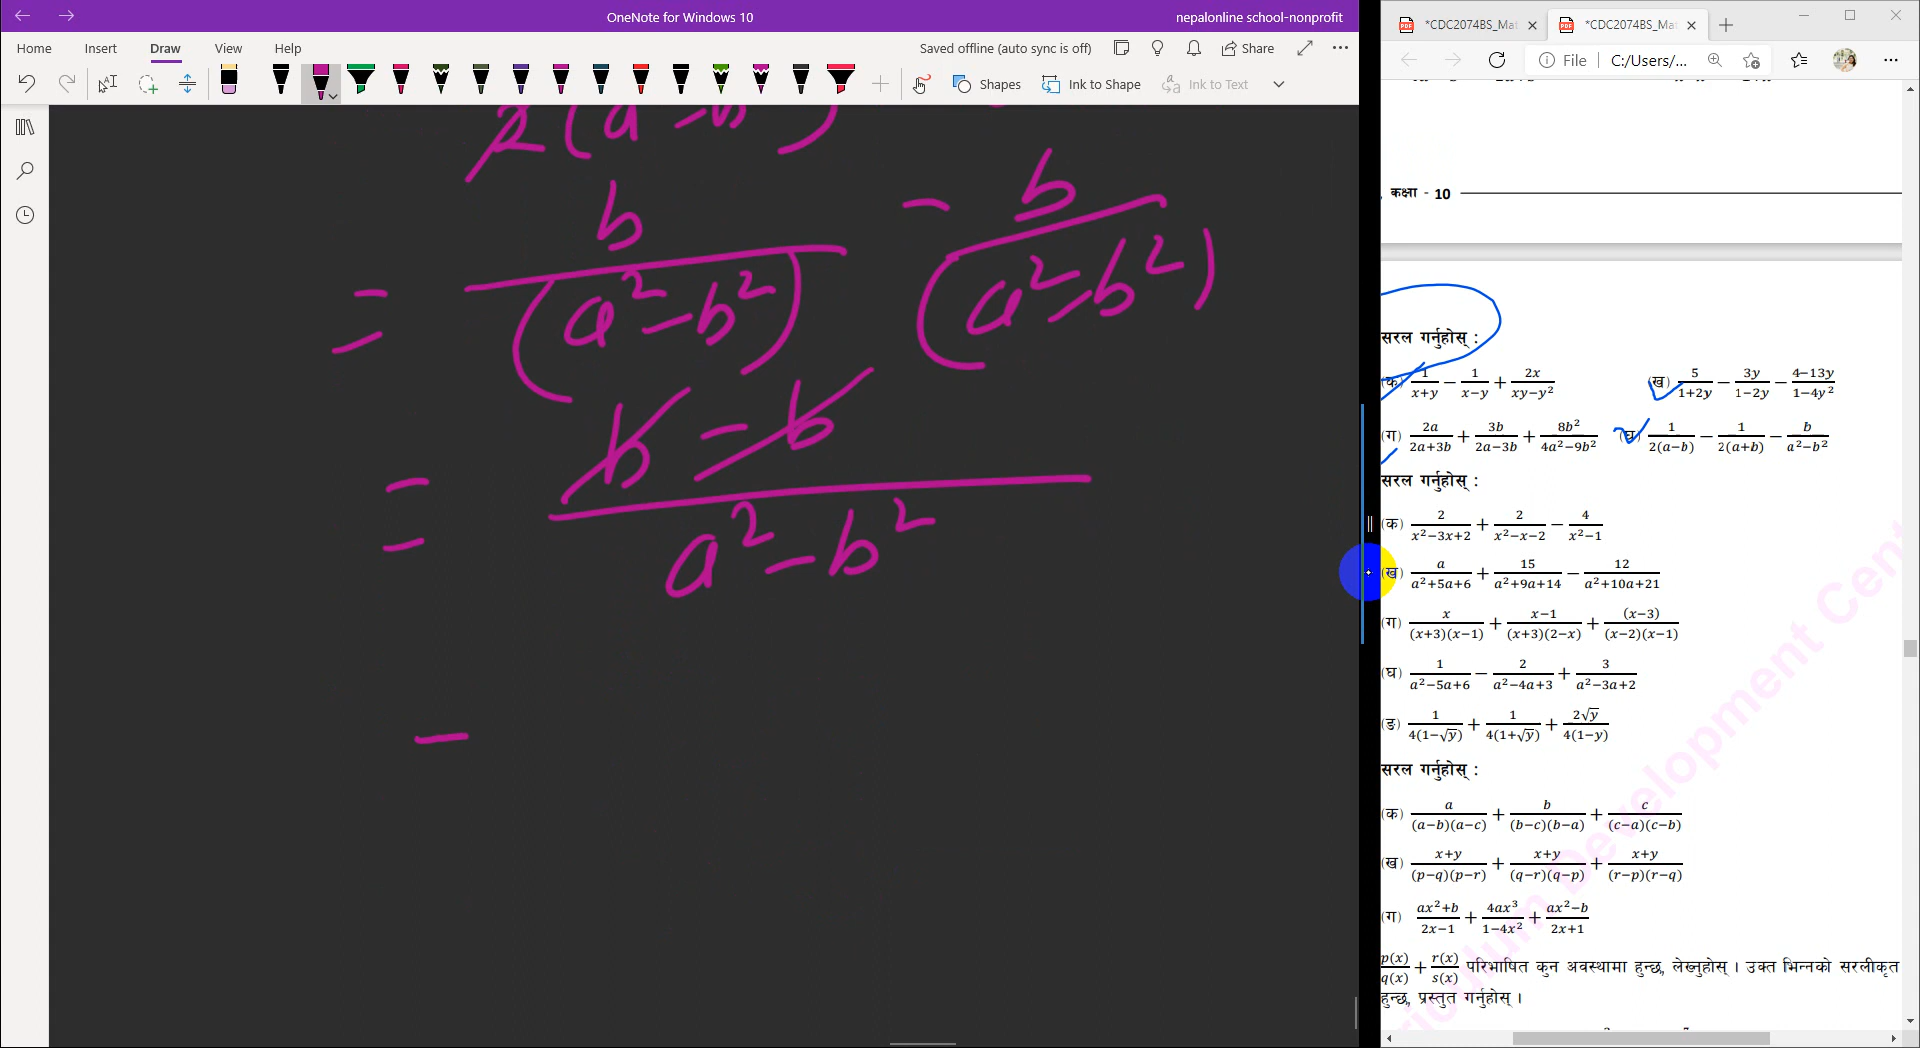 OneNote for Windows 10
nepalonline school-nonprofit
Home Insert Draw View Help
Saved offline (auto sync is off) Share
Shapes Ink to Shape Ink to Text
2(a-b)
= b/(a²-b²) - b/(a²-b²)
= b-b/a²-b²
-
*CDC2074BS_Mat *CDC2074BS_Mat
File C:/Users/...
. कक्षा - 10
सरल गर्नुहोस् :
(क) 1/x+y − 1/x−y + 2x/xy−y² (ख) 5/1+2y − 3y/1−2y − 4−13y/1−4y²
(ग) 2a/2a+3b + 3b/2a−3b + 8b²/4a²−9b² (घ) 1/2(a−b) − 1/2(a+b) − b/a²−b²
सरल गर्नुहोस् :
(क) 2/x²−3x+2 + 2/x²−x−2 − 4/x²−1
(ख) a/a²+5a+6 + 15/a²+9a+14 − 12/a²+10a+21
(ग) x/(x+3)(x−1) + x−1/(x+3)(2−x) + (x−3)/(x−2)(x−1)
(घ) 1/a²−5a+6 − 2/a²−4a+3 + 3/a²−3a+2
(ङ) 1/4(1−√y) + 1/4(1+√y) + 2√y/4(1−y)
सरल गर्नुहोस् :
(क) a/(a−b)(a−c) + b/(b−c)(b−a) + c/(c−a)(c−b)
(ख) x+y/(p−q)(p−r) + x+y/(q−r)(q−p) + x+y/(r−p)(r−q)
(ग) ax²+b/2x−1 + 4ax³/1−4x² + ax²−b/2x+1
p(x)/q(x) + r(x)/s(x) परिभाषित कुन अवस्थामा हुन्छ, लेख्नुहोस् । उक्त भिन्नको सरलीकृत
हुन्छ, प्रस्तुत गर्नुहोस् ।
riculum Development Cent